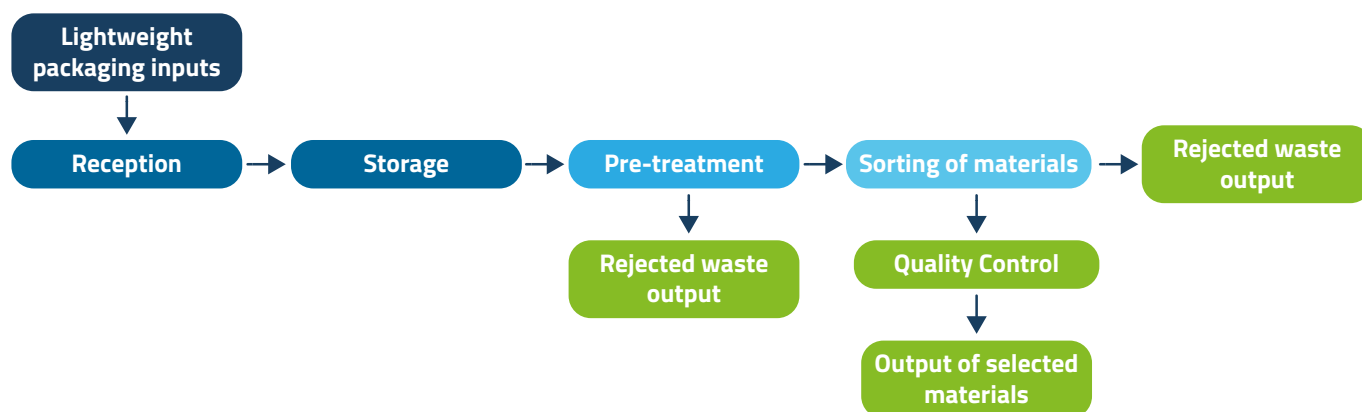 Lightweight
packaging inputs
Reception
Storage
Pre-treatment
Sorting of materials
Rejected waste
output
Rejected waste
output
Quality Control
Output of selected
materials